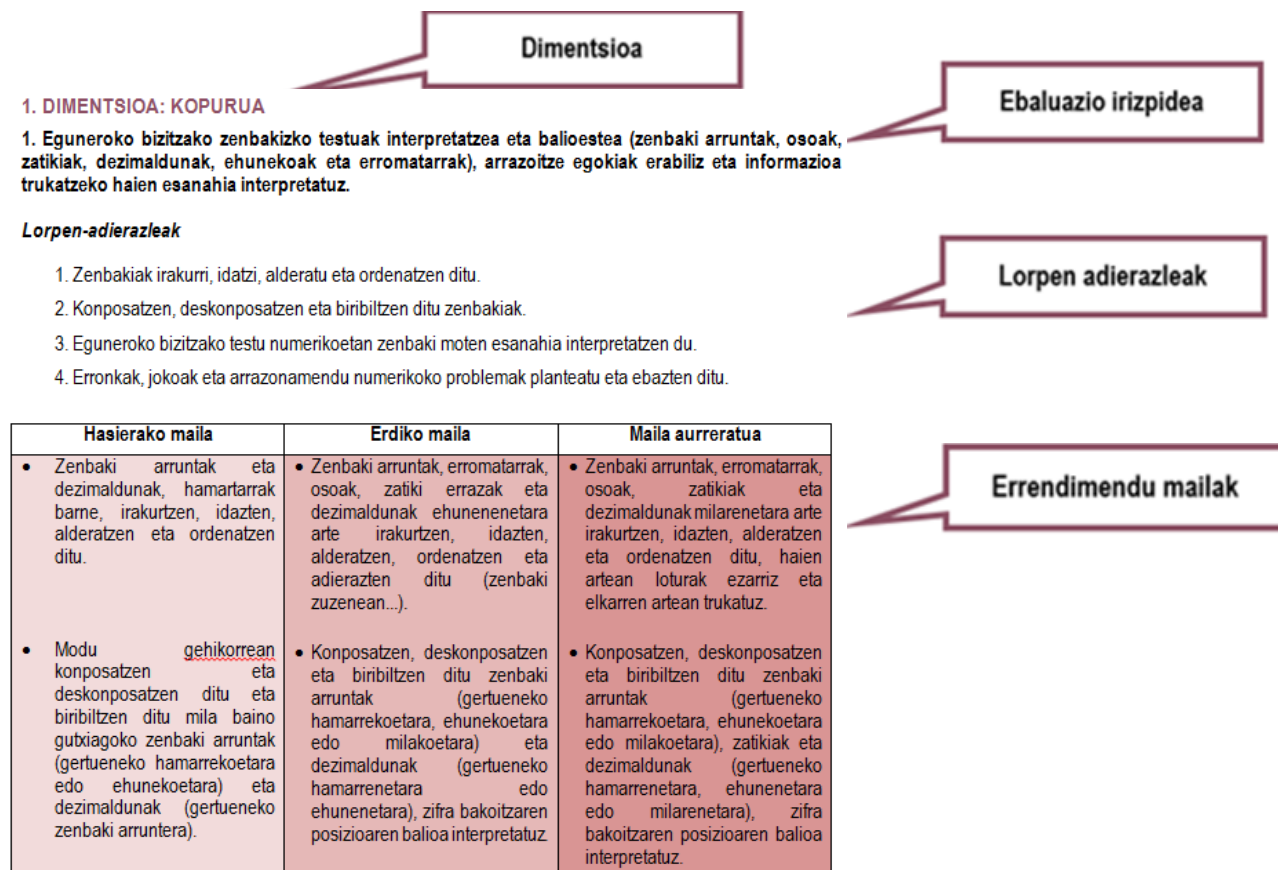 Dimentsioa
Ebaluazio irizpidea
1. DIMENTSIOA: KOPURUA
1. Eguneroko bizitzako zenbakizko testuak interpretatzea eta balioestea (zenbaki arruntak, osoak,
zatikiak, dezimaldunak, ehunekoak eta erromatarrak), arrazoitze egokiak erabiliz eta informazioa
trukatzeko haien esanahia interpretatuz.
Lorpen-adierazleak
Lorpen adierazleak
1. Zenbakiak irakurri, idatzi, alderatu eta ordenatzen ditu.
2. Konposatzen, deskonposatzen eta biribiltzen ditu zenbakiak.
3. Eguneroko bizitzako testu numerikoetan zenbaki moten esanahia interpretatzen du.
4. Erronkak, jokoak eta arrazonamendu numerikoko problemak planteatu eta ebazten ditu.
Errendimendu mailak
Hasierako maila
• Zenbaki arruntak eta
dezimaldunak, hamartarrak
barne, irakurtzen, idazten,
alderatzen eta ordenatzen
ditu.
• Modu gehikorrean
konposatzen eta
deskonposatzen ditu eta
biribiltzen ditu mila baino
gutxiagoko zenbaki arruntak
(gertueneko hamarrekoetara
edo ehunekoetara) eta
dezimaldunak (gertueneko
zenbaki arruntera).
Erdiko maila
• Zenbaki arruntak, erromatarrak,
osoak, zatiki errazak eta
dezimaldunak ehunenenetara
arte irakurtzen, idazten,
alderatzen, ordenatzen eta
adierazten ditu (zenbaki
zuzenean...).
• Konposatzen, deskonposatzen
eta biribiltzen ditu zenbaki
arruntak (gertueneko
hamarrekoetara, ehunekoetara
edo milakoetara) eta
dezimaldunak (gertueneko
hamarrenetara edo
ehunenetara), zifra bakoitzaren
posizioaren balioa interpretatuz.
Maila aurreratua
• Zenbaki arruntak, erromatarrak,
osoak, zatikiak eta
dezimaldunak milarenetara arte
irakurtzen, idazten, alderatzen
eta ordenatzen ditu, haien
artean loturak ezarriz eta
elkarren artean trukatuz.
• Konposatzen, deskonposatzen
eta biribiltzen ditu zenbaki
arruntak (gertueneko
hamarrekoetara, ehunekoetara
edo milakoetara), zatikiak eta
dezimaldunak (gertueneko
hamarrenetara, ehunenetara
edo milarenetara), zifra
bakoitzaren posizioaren balioa
interpretatuz.